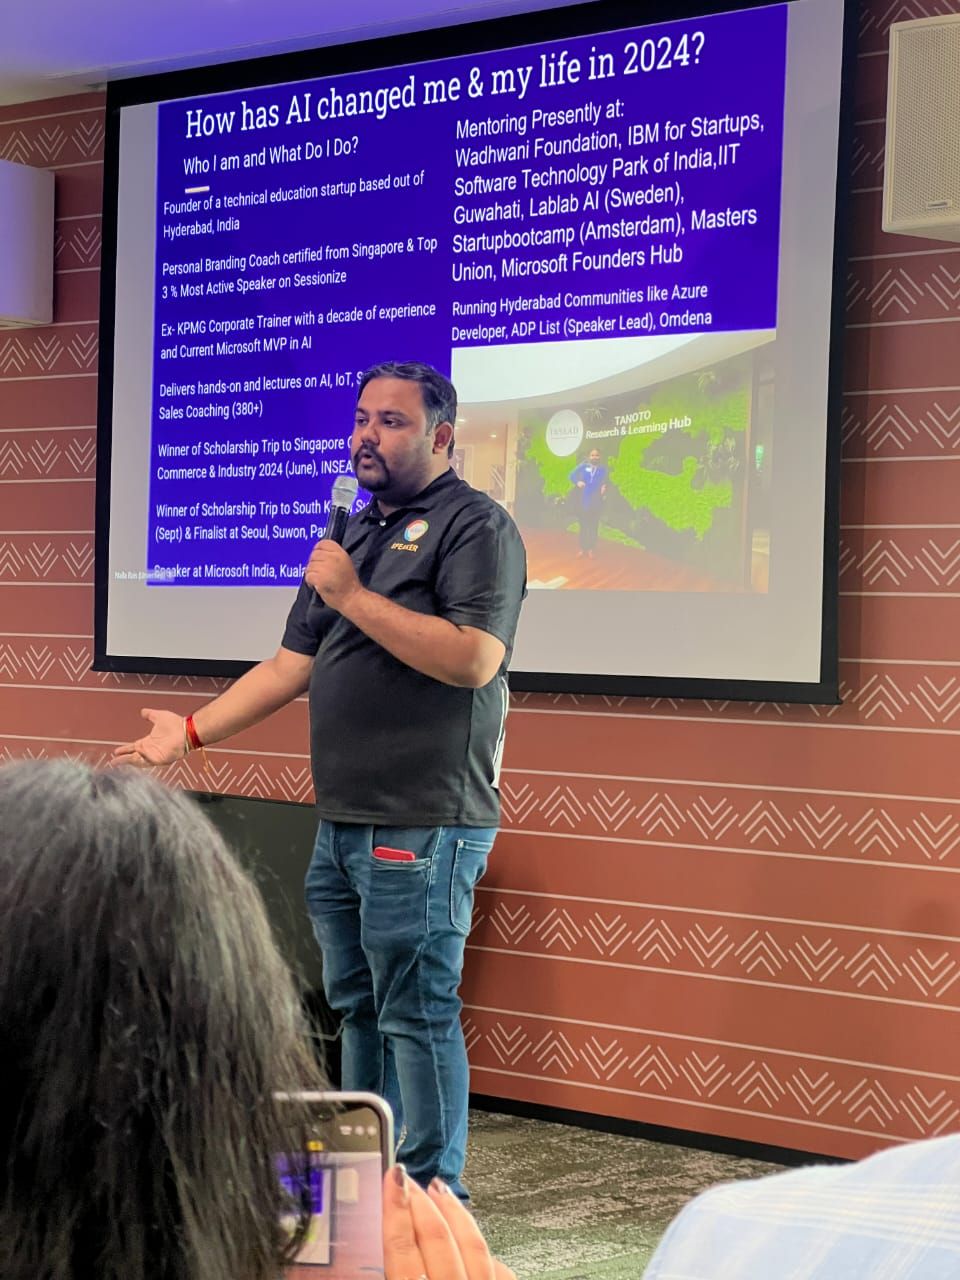 How has AI changed me & my life in 2024?
Who I am and What Do I Do?
Founder of a technical education startup based out of
Hyderabad, India
Personal Branding Coach certified from Singapore & Top
3 % Most Active Speaker on Sessionize
Ex- KPMG Corporate Trainer with a decade of experience
and Current Microsoft MVP in AI
Delivers hands-on and lectures on AI, IoT,
Sales Coaching (380+)
Winner of Scholarship Trip to Singapore
Commerce & Industry 2024 (June), INSEA
Winner of Scholarship Trip to South
(Sept) & Finalist at Seoul, Suwon,
Speaker at Microsoft India,
Mentoring Presently at:
Wadhwani Foundation, IBM for Startups,
Software Technology Park of India,IIT
Guwahati, Lablab AI (Sweden),
Startupbootcamp (Amsterdam), Masters
Union, Microsoft Founders Hub
Running Hyderabad Communities like Azure
Developer, ADP List (Speaker Lead), Omdena
INSEAD
TANOTO
Research & Learning Hub
SPEAKER